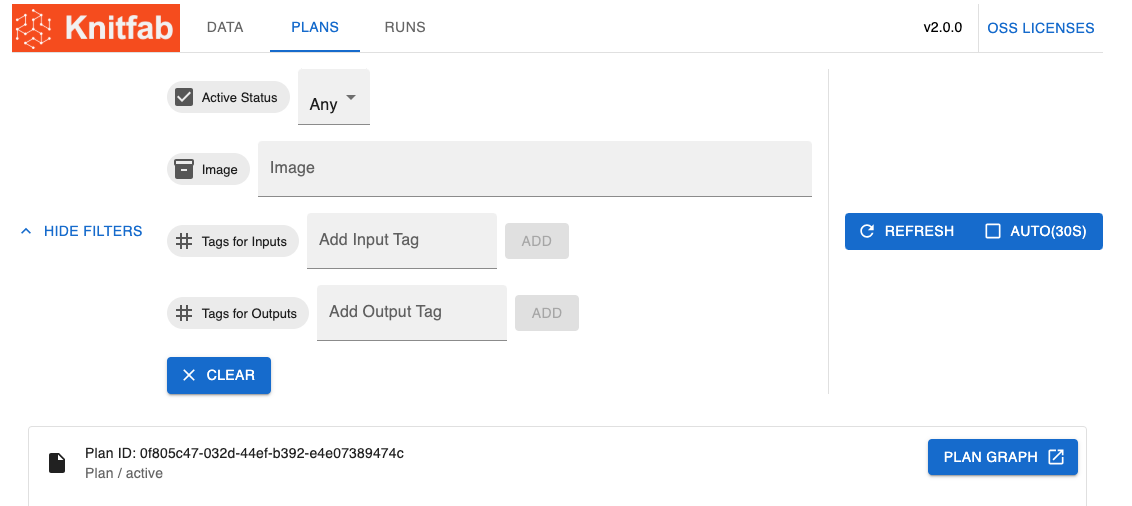 Knitfab
DATA
PLANS
RUNS
v2.0.0
OSS LICENSES
Active Status
Any
Image
Image
HIDE FILTERS
Tags for Inputs
Add Input Tag
ADD
REFRESH
AUTO(30S)
Tags for Outputs
Add Output Tag
ADD
CLEAR
Plan ID: 0f805c47-032d-44ef-b392-e4e07389474c
Plan / active
PLAN GRAPH